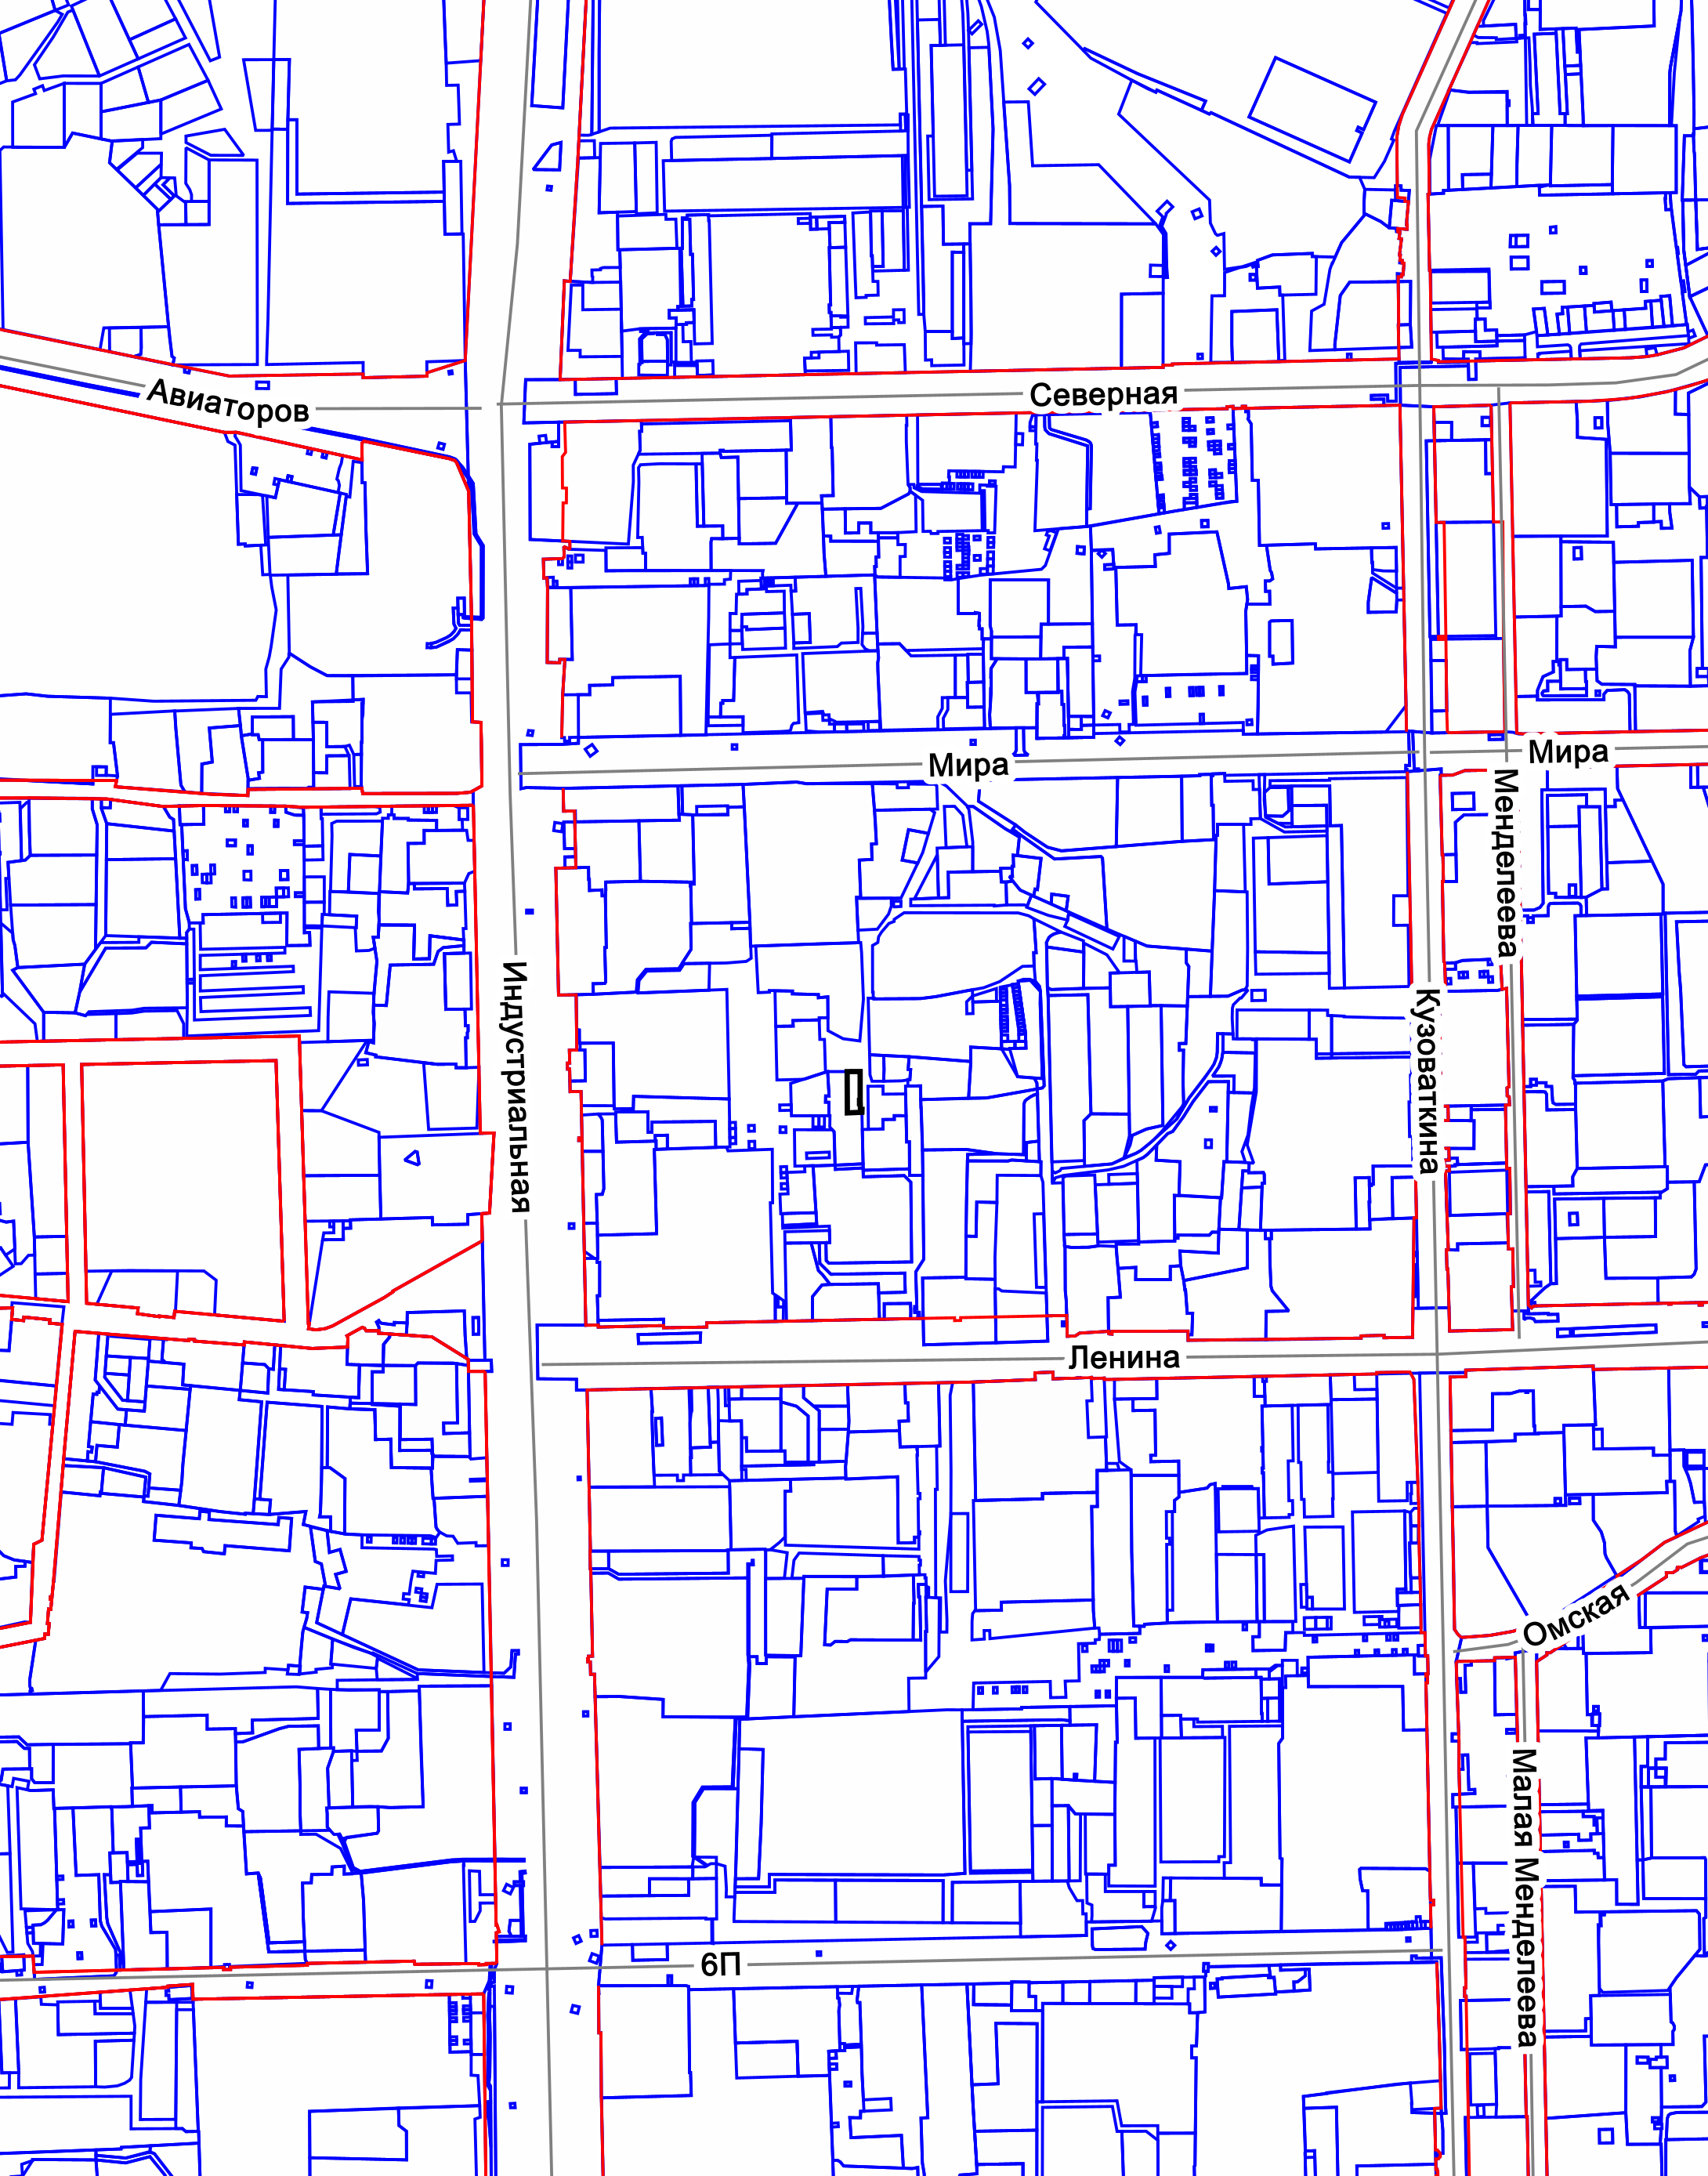 Авиаторов
Северная
Мира
Мира
Менделеева
Индустриальная
Кузоваткина
Ленина
Омская
Малая Менделеева
6П